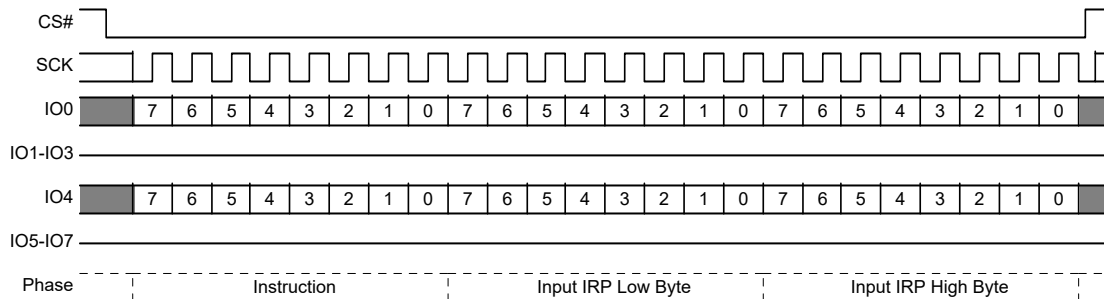 CS#
SCK
IO0 7 6 5 4 3 2 1 0 7 6 5 4 3 2 1 0 7 6 5 4 3 2 1 0
IO1-IO3
IO4 7 6 5 4 3 2 1 0 7 6 5 4 3 2 1 0 7 6 5 4 3 2 1 0
IO5-IO7
Phase Instruction Input IRP Low Byte Input IRP High Byte